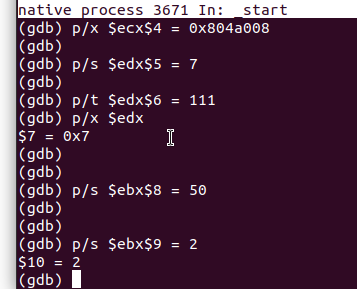 native process 3671 In: _start
(gdb) p/x $ecx$4 = 0x804a008
(gdb)
(gdb) p/s $edx$5 = 7
(gdb)
(gdb) p/t $edx$6 = 111
(gdb) p/x $edx
$7 = 0x7
(gdb)
(gdb)
(gdb) p/s $ebx$8 = 50
(gdb)
(gdb)
(gdb) p/s $ebx$9 = 2
$10 = 2
(gdb)